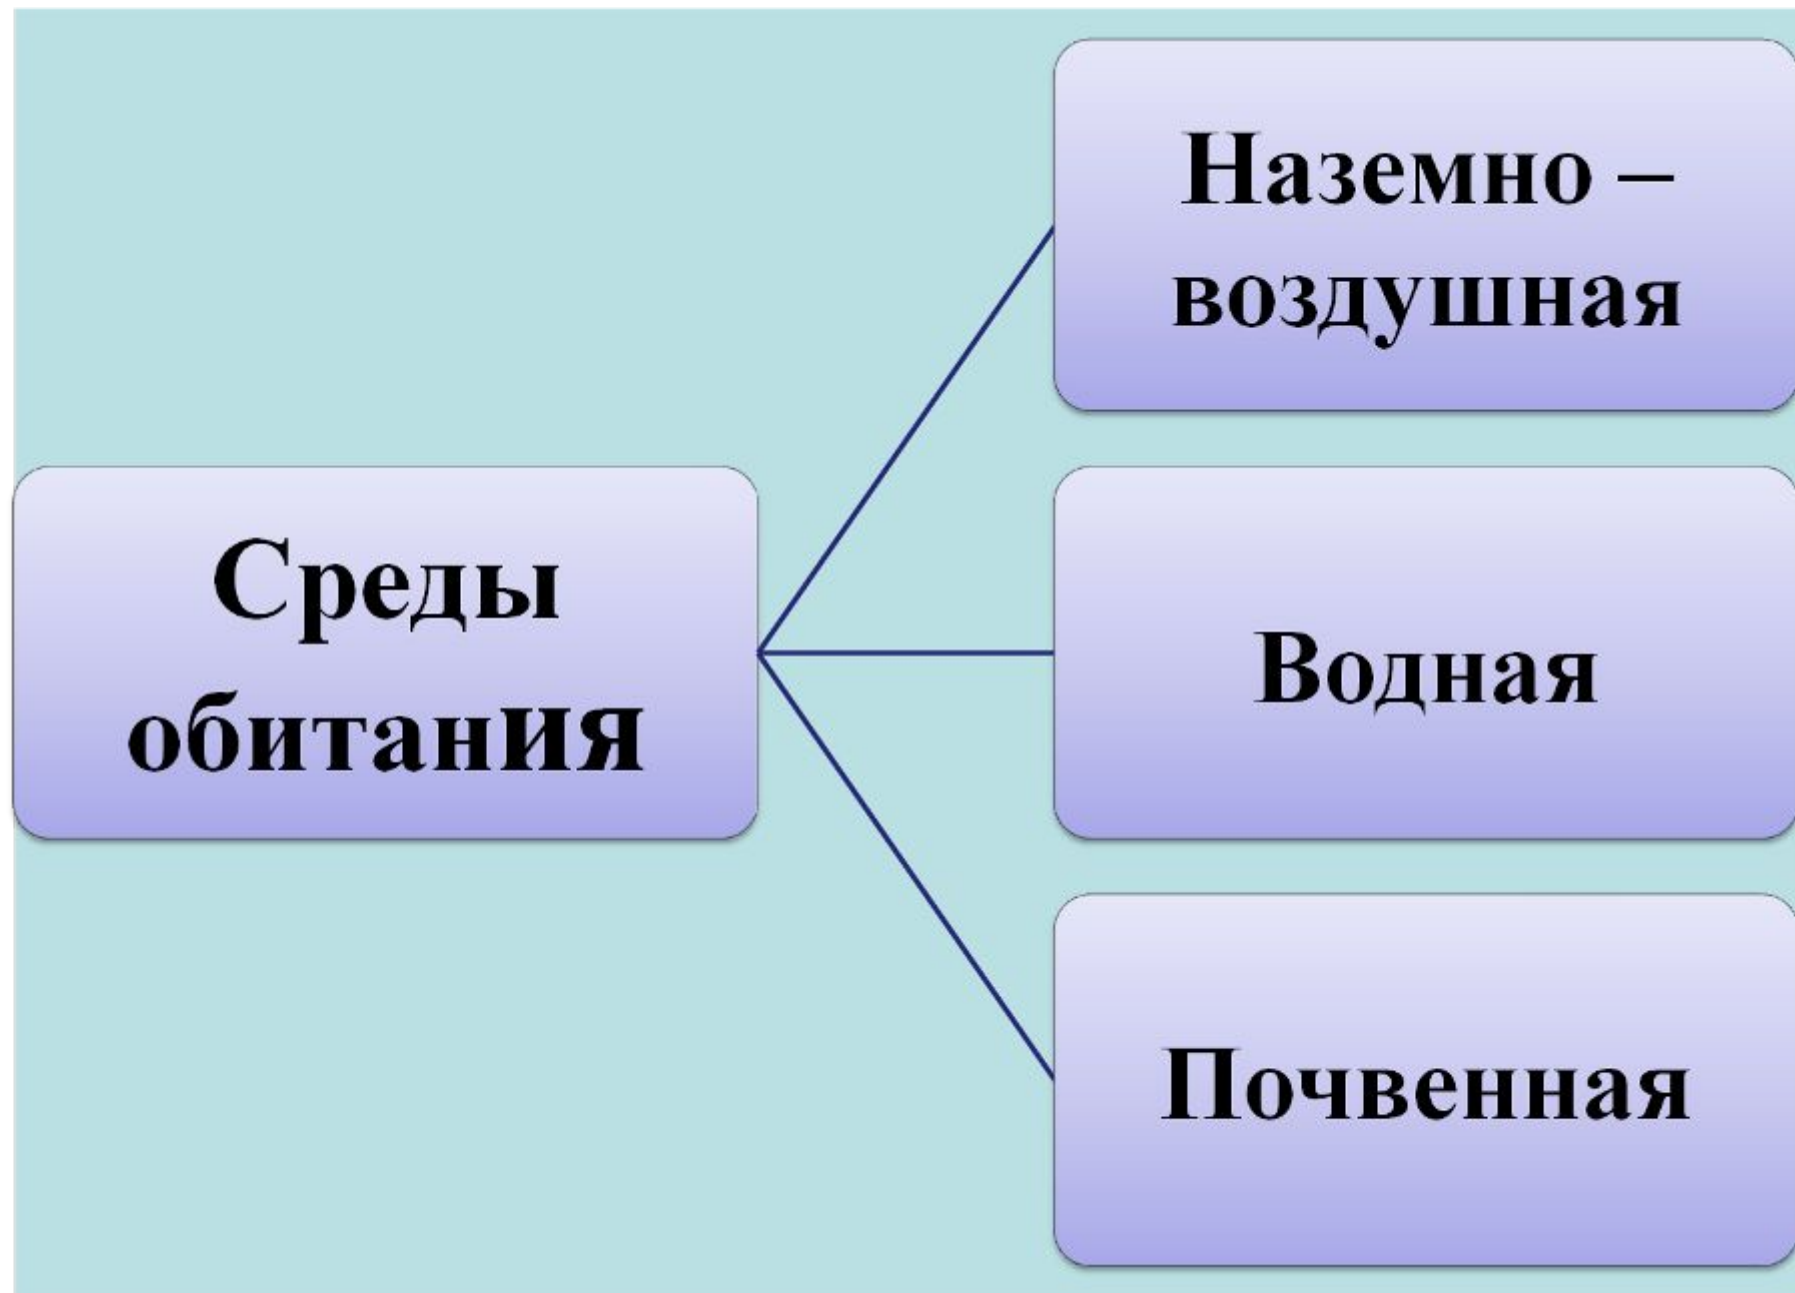 Среды
обитания
Наземно –
воздушная
Водная
Почвенная